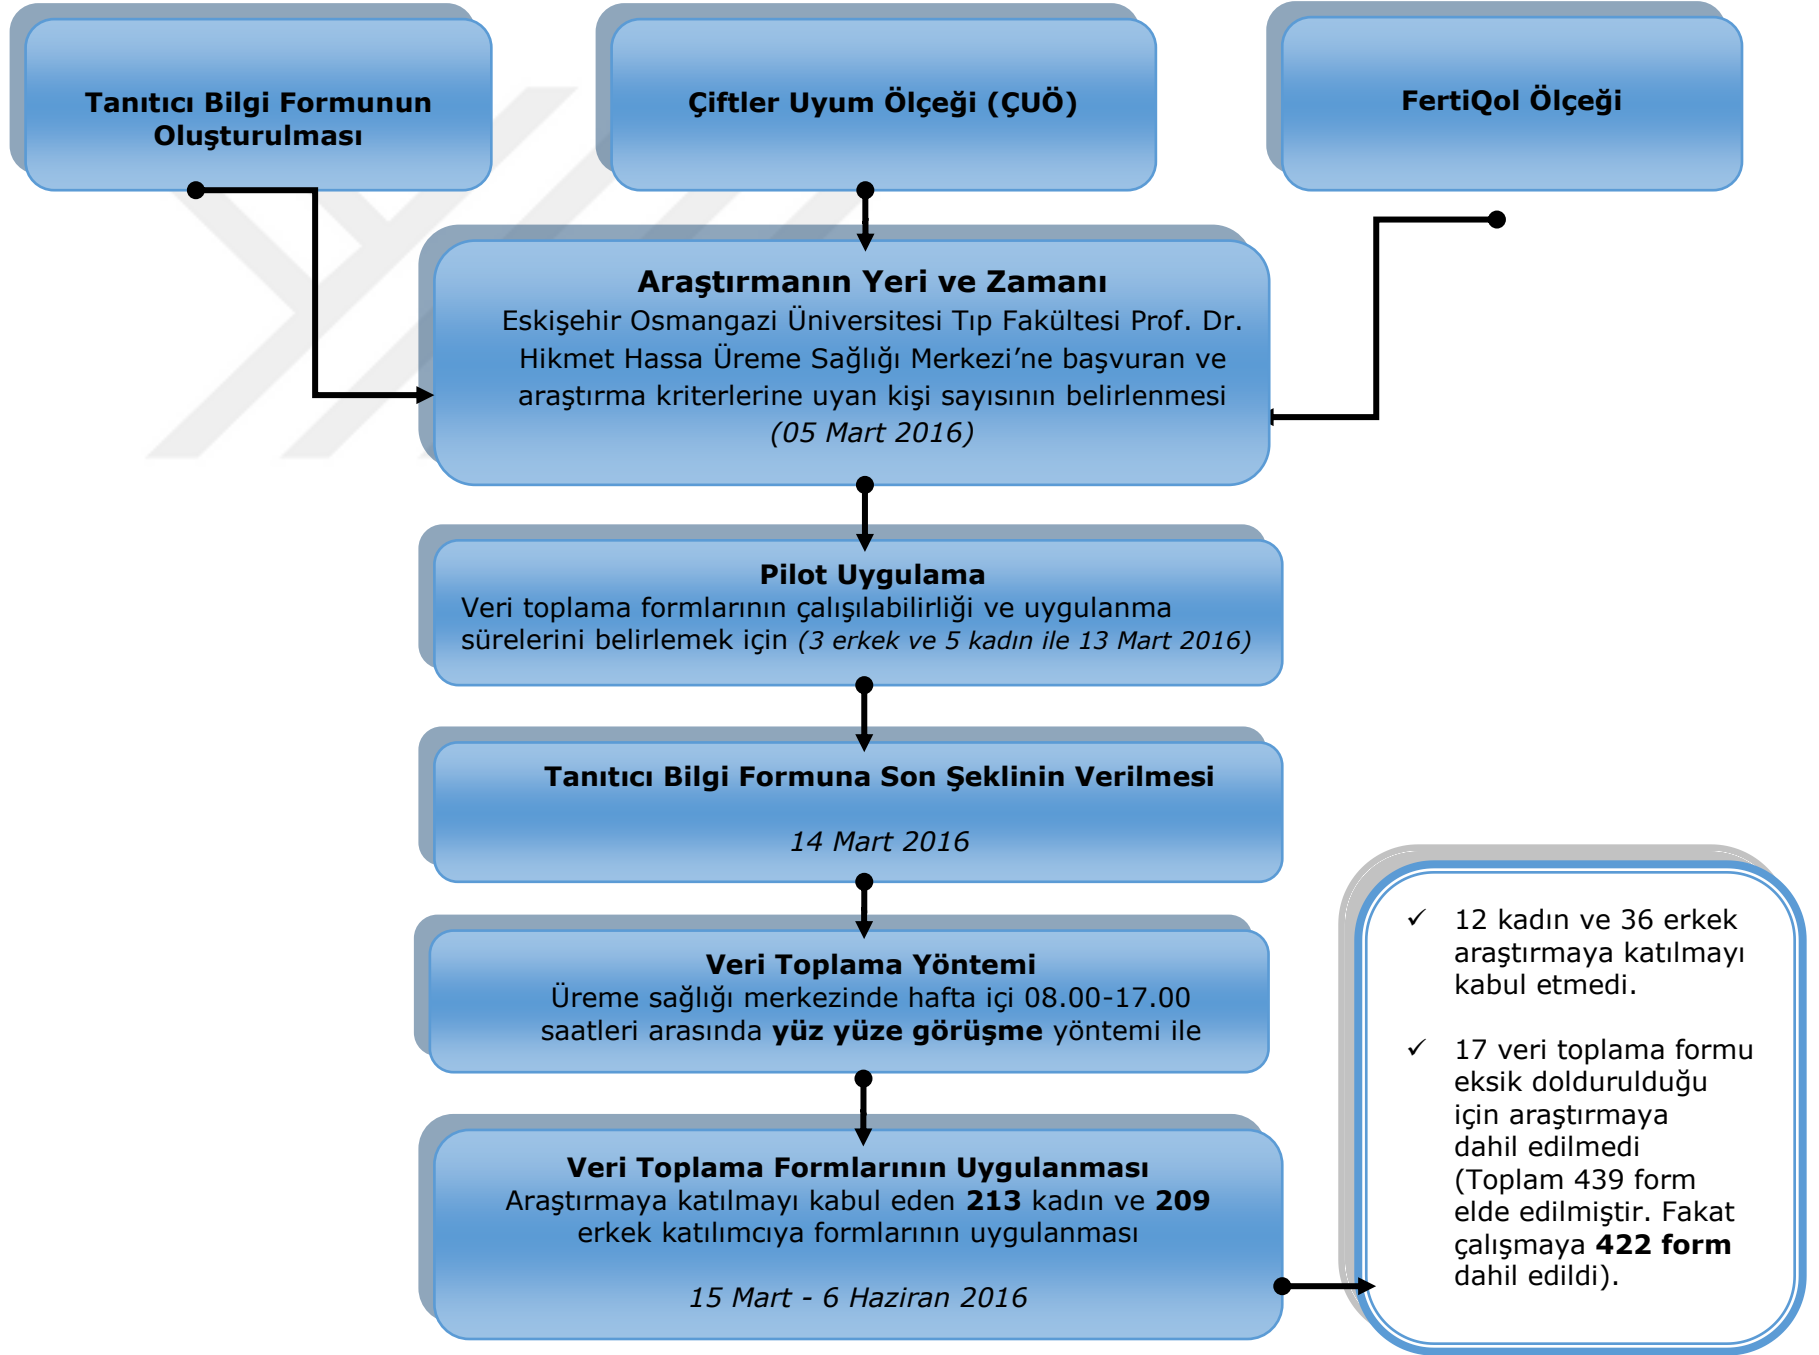 Tanıtıcı Bilgi Formunun
Oluşturulması
Çiftler Uyum Ölçeği (ÇUÖ)
FertiQol Ölçeği
Araştırmanın Yeri ve Zamanı
Eskişehir Osmangazi Üniversitesi Tıp Fakültesi Prof. Dr.
Hikmet Hassa Üreme Sağlığı Merkezi’ne başvuran ve
araştırma kriterlerine uyan kişi sayısının belirlenmesi
(05 Mart 2016)
Pilot Uygulama
Veri toplama formlarının çalışılabilirliği ve uygulanma
sürelerini belirlemek için (3 erkek ve 5 kadın ile 13 Mart 2016)
Tanıtıcı Bilgi Formuna Son Şeklinin Verilmesi
14 Mart 2016
Veri Toplama Yöntemi
Üreme sağlığı merkezinde hafta içi 08.00-17.00
saatleri arasında yüz yüze görüşme yöntemi ile
Veri Toplama Formlarının Uygulanması
Araştırmaya katılmayı kabul eden 213 kadın ve 209
erkek katılımcıya formlarının uygulanması
15 Mart - 6 Haziran 2016
✓ 12 kadın ve 36 erkek
araştırmaya katılmayı
kabul etmedi.
✓ 17 veri toplama formu
eksik doldurulduğu
için araştırmaya
dahil edilmedi
(Toplam 439 form
elde edilmiştir. Fakat
çalışmaya 422 form
dahil edildi).